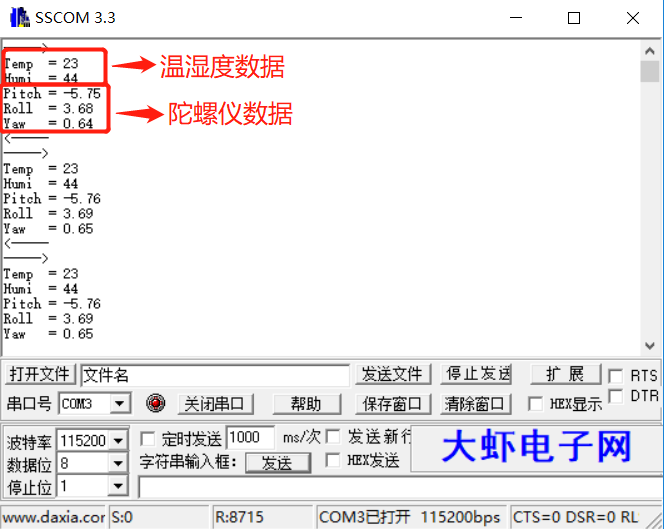 SSCOM 3.3
Temp = 23
Humi = 44
Pitch = -5.75
Roll = 3.68
Yaw = 0.64
温湿度数据
陀螺仪数据
<————
————>
Temp = 23
Humi = 44
Pitch = -5.76
Roll = 3.69
Yaw = 0.65
<————
————>
Temp = 23
Humi = 44
Pitch = -5.76
Roll = 3.69
Yaw = 0.65
打开文件 文件名 发送文件 停止发送 扩 展 RTS
串口号 COM3 关闭串口 帮助 保存窗口 清除窗口 HEX显示 DTR
波特率 115200 定时发送 1000 ms/次 发送新行
数据位 8 字符串输入框: 发送 HEX发送 大虾电子网
停止位 1
www.daxia.com S:0 R:8715 COM3已打开 115200bps CTS=0 DSR=0 RL